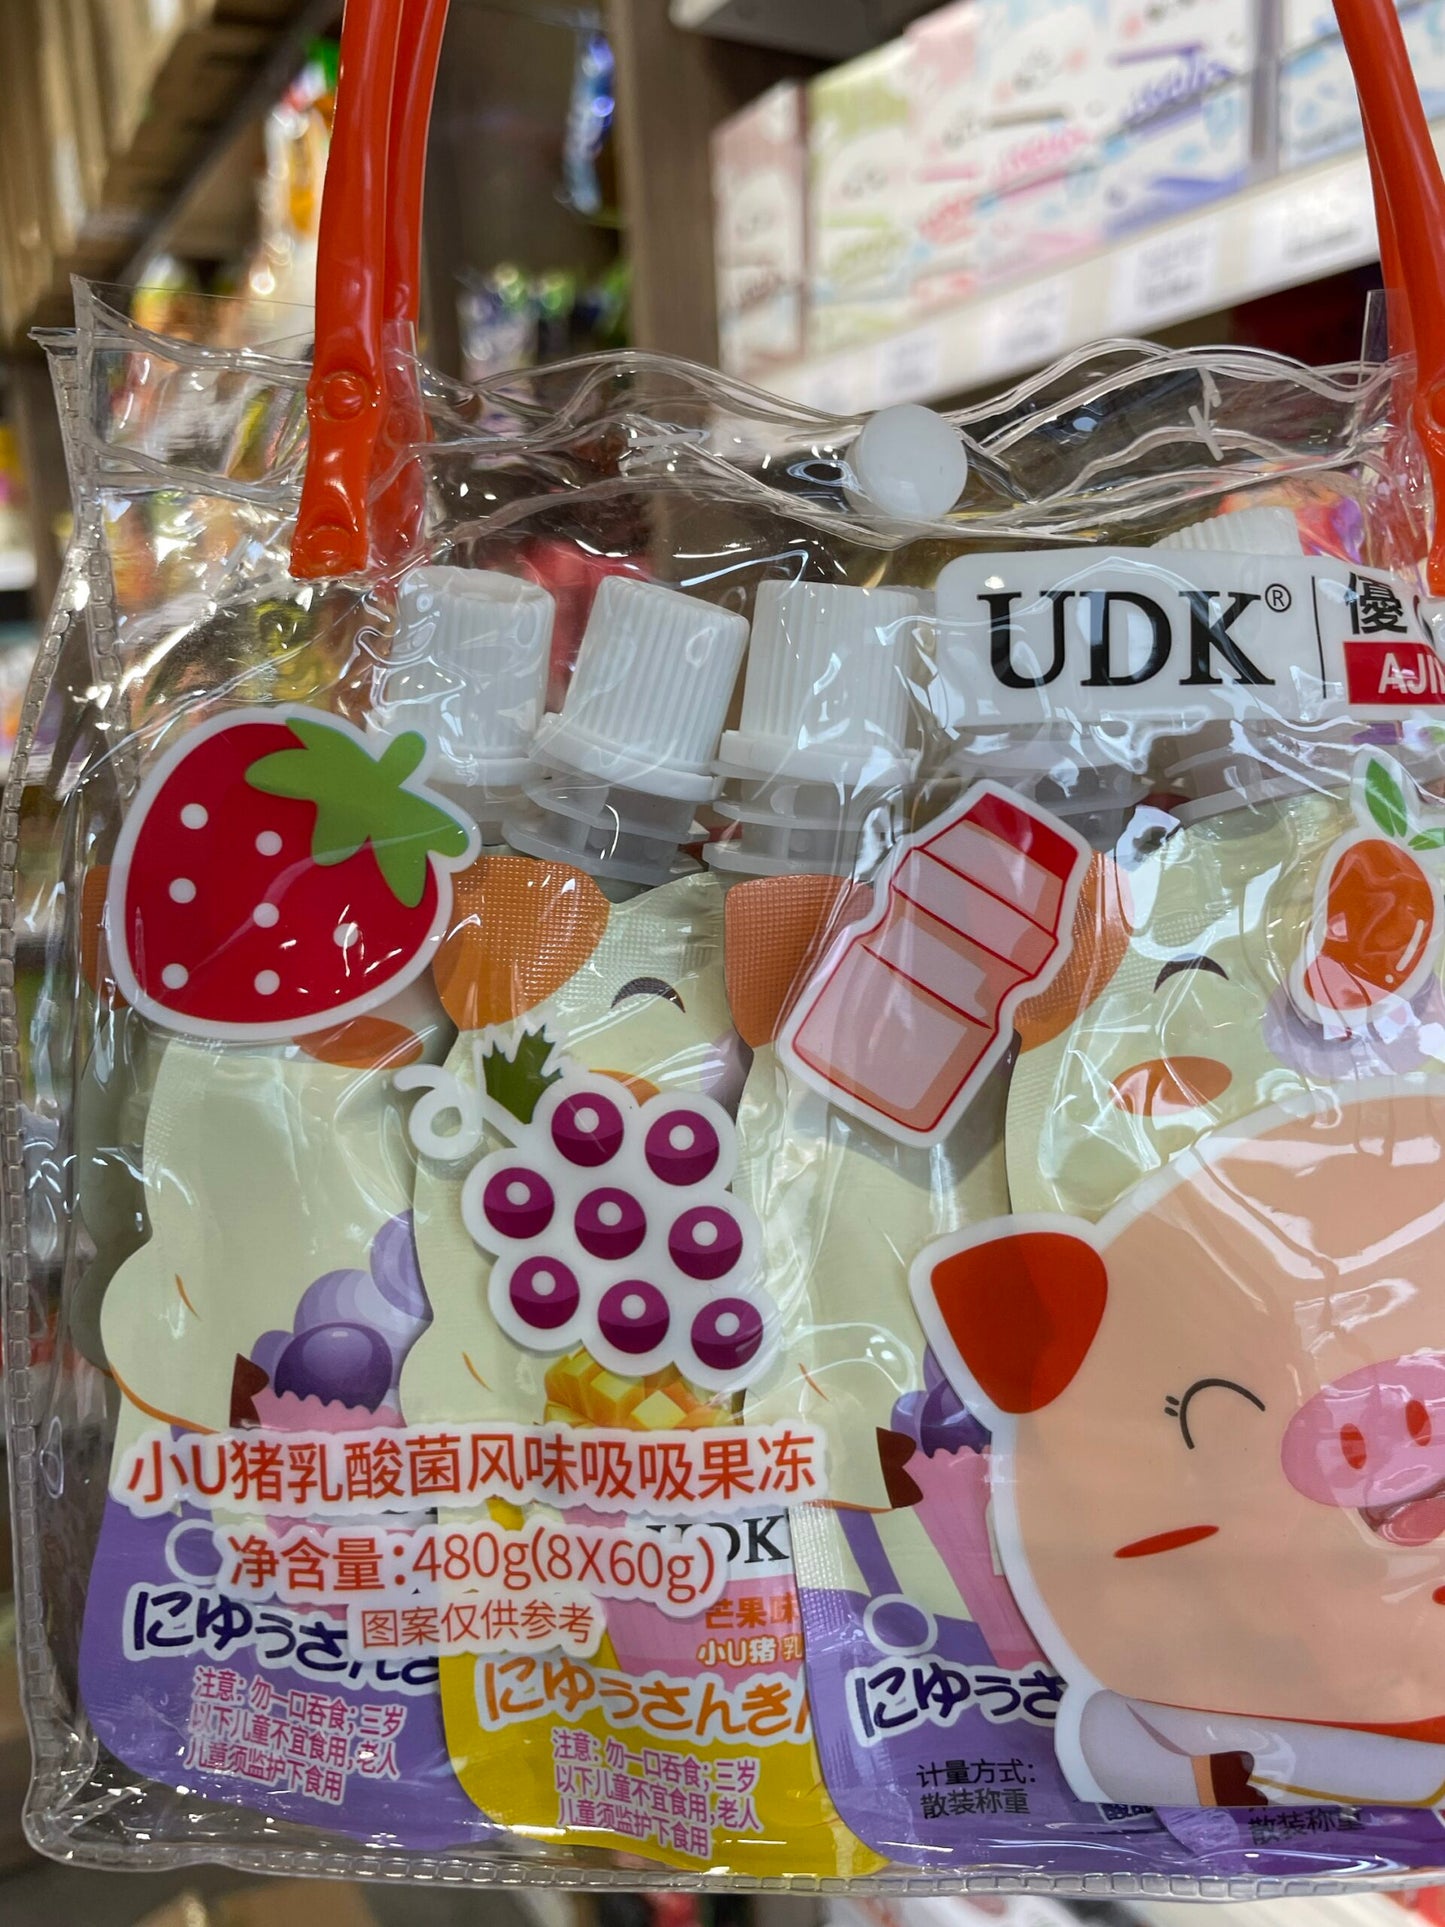 UDK® 優
小U猪乳酸菌风味吸吸果冻
净含量:480g(8X60g)
图案仅供参考
にゅうさん
注意:勿一口吞食;三岁
以下儿童不宜食用,老人
儿童须监护下食用
UDK
芒果味
小U猪 乳
にゅうさんき
注意:勿一口吞食;三岁
以下儿童不宜食用,老人
儿童须监护下食用
にゅうさ
计量方式:
散装称重
散装称重